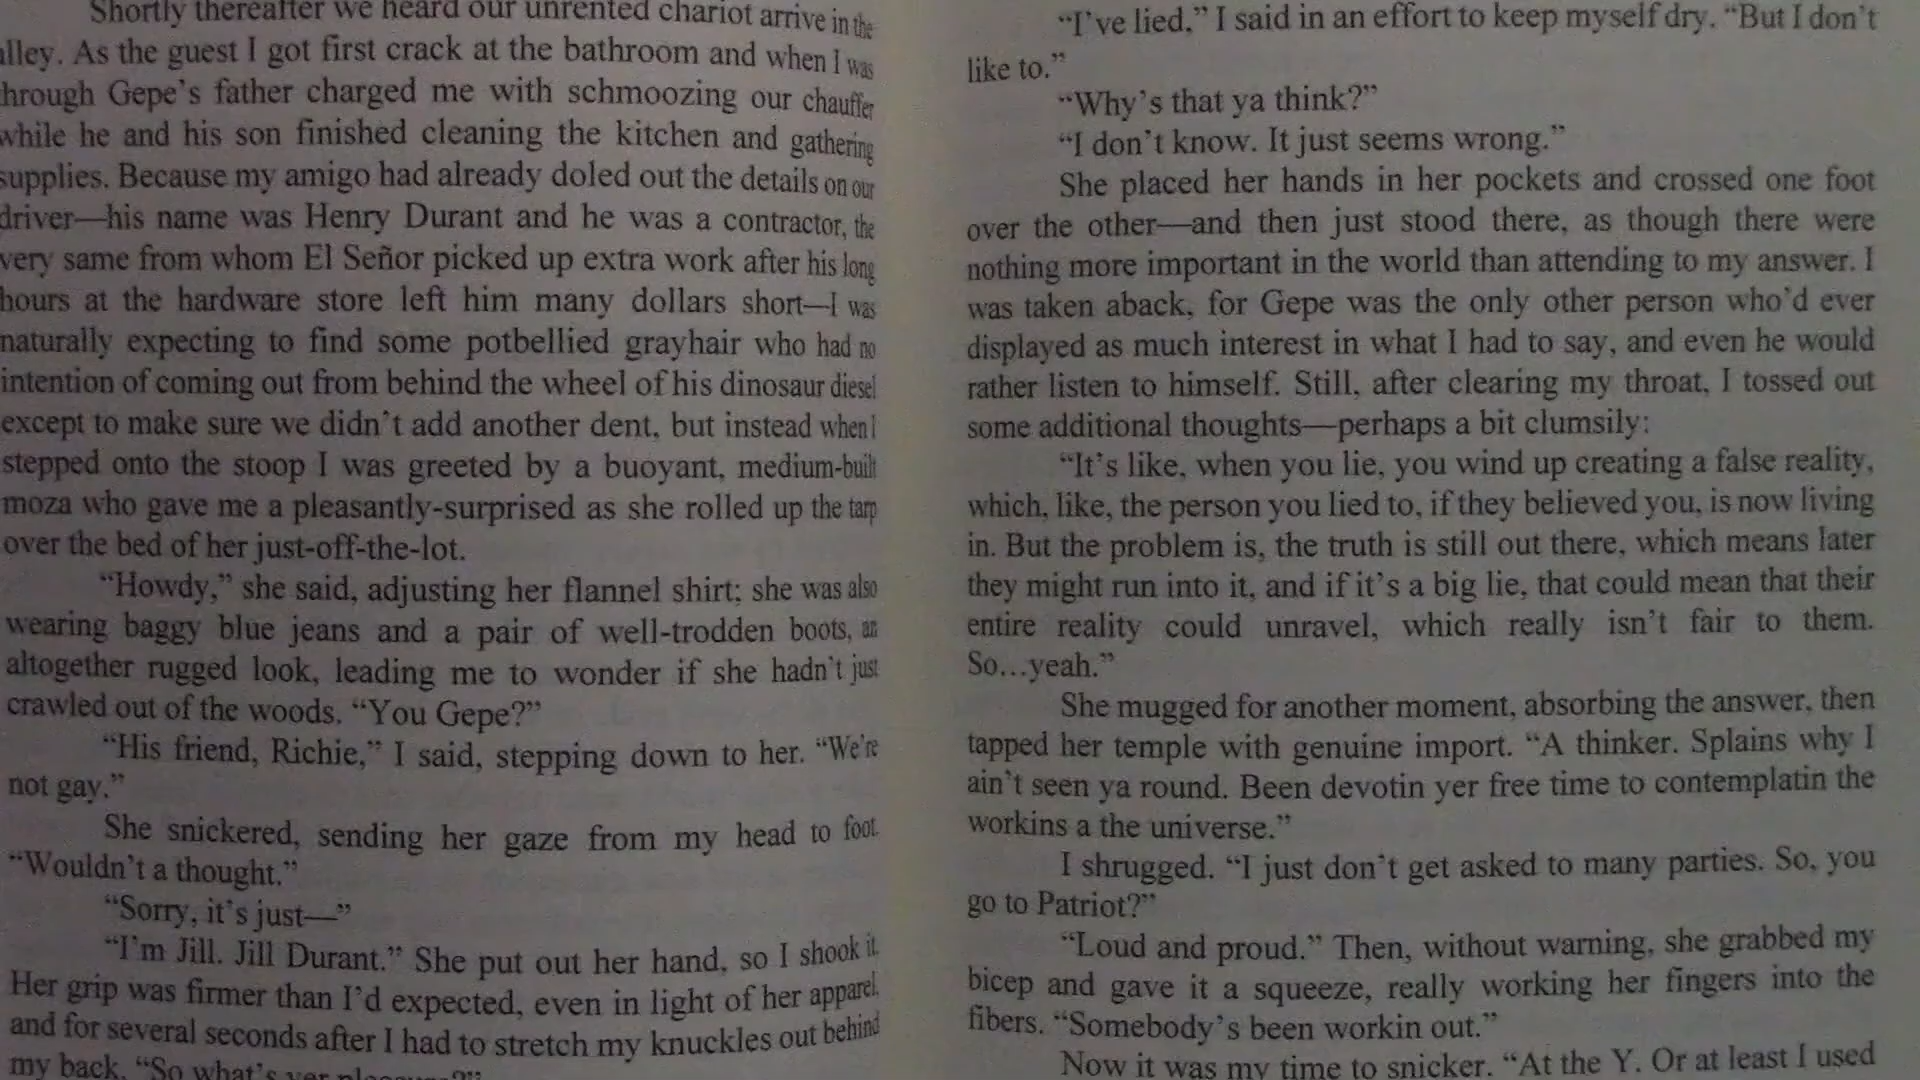 Shortly thereafter we heard our unrented chariot arrive in the
alley. As the guest I got first crack at the bathroom and when I was
through Gepe's father charged me with schmoozing our chauffer
while he and his son finished cleaning the kitchen and gathering
supplies. Because my amigo had already doled out the details on our
driver—his name was Henry Durant and he was a contractor, the
very same from whom El Señor picked up extra work after his long
hours at the hardware store left him many dollars short—I was
naturally expecting to find some potbellied grayhair who had no
intention of coming out from behind the wheel of his dinosaur diesel
except to make sure we didn't add another dent, but instead when I
stepped onto the stoop I was greeted by a buoyant, medium-built
moza who gave me a pleasantly-surprised as she rolled up the tarp
over the bed of her just-off-the-lot.
“Howdy,” she said, adjusting her flannel shirt; she was also
wearing baggy blue jeans and a pair of well-trodden boots, an
altogether rugged look, leading me to wonder if she hadn't just
crawled out of the woods. “You Gepe?”
“His friend, Richie,” I said, stepping down to her. “We're
not gay.”
She snickered, sending her gaze from my head to foot.
“Wouldn't a thought.”
“Sorry, it's just—”
“I'm Jill. Jill Durant.” She put out her hand, so I shook it.
Her grip was firmer than I'd expected, even in light of her apparel,
and for several seconds after I had to stretch my knuckles out behind
my back. “So what's yer
“I've lied,” I said in an effort to keep myself dry. “But I don't
like to.”
“Why's that ya think?”
“I don't know. It just seems wrong.”
She placed her hands in her pockets and crossed one foot
over the other—and then just stood there, as though there were
nothing more important in the world than attending to my answer. I
was taken aback, for Gepe was the only other person who'd ever
displayed as much interest in what I had to say, and even he would
rather listen to himself. Still, after clearing my throat, I tossed out
some additional thoughts—perhaps a bit clumsily:
“It's like, when you lie, you wind up creating a false reality,
which, like, the person you lied to, if they believed you, is now living
in. But the problem is, the truth is still out there, which means later
they might run into it, and if it's a big lie, that could mean that their
entire reality could unravel, which really isn't fair to them.
So...yeah.”
She mugged for another moment, absorbing the answer, then
tapped her temple with genuine import. “A thinker. Splains why I
ain't seen ya round. Been devotin yer free time to contemplatin the
workins a the universe.”
I shrugged. “I just don't get asked to many parties. So, you
go to Patriot?”
“Loud and proud.” Then, without warning, she grabbed my
bicep and gave it a squeeze, really working her fingers into the
fibers. “Somebody's been workin out.”
Now it was my time to snicker. “At the Y. Or at least I used